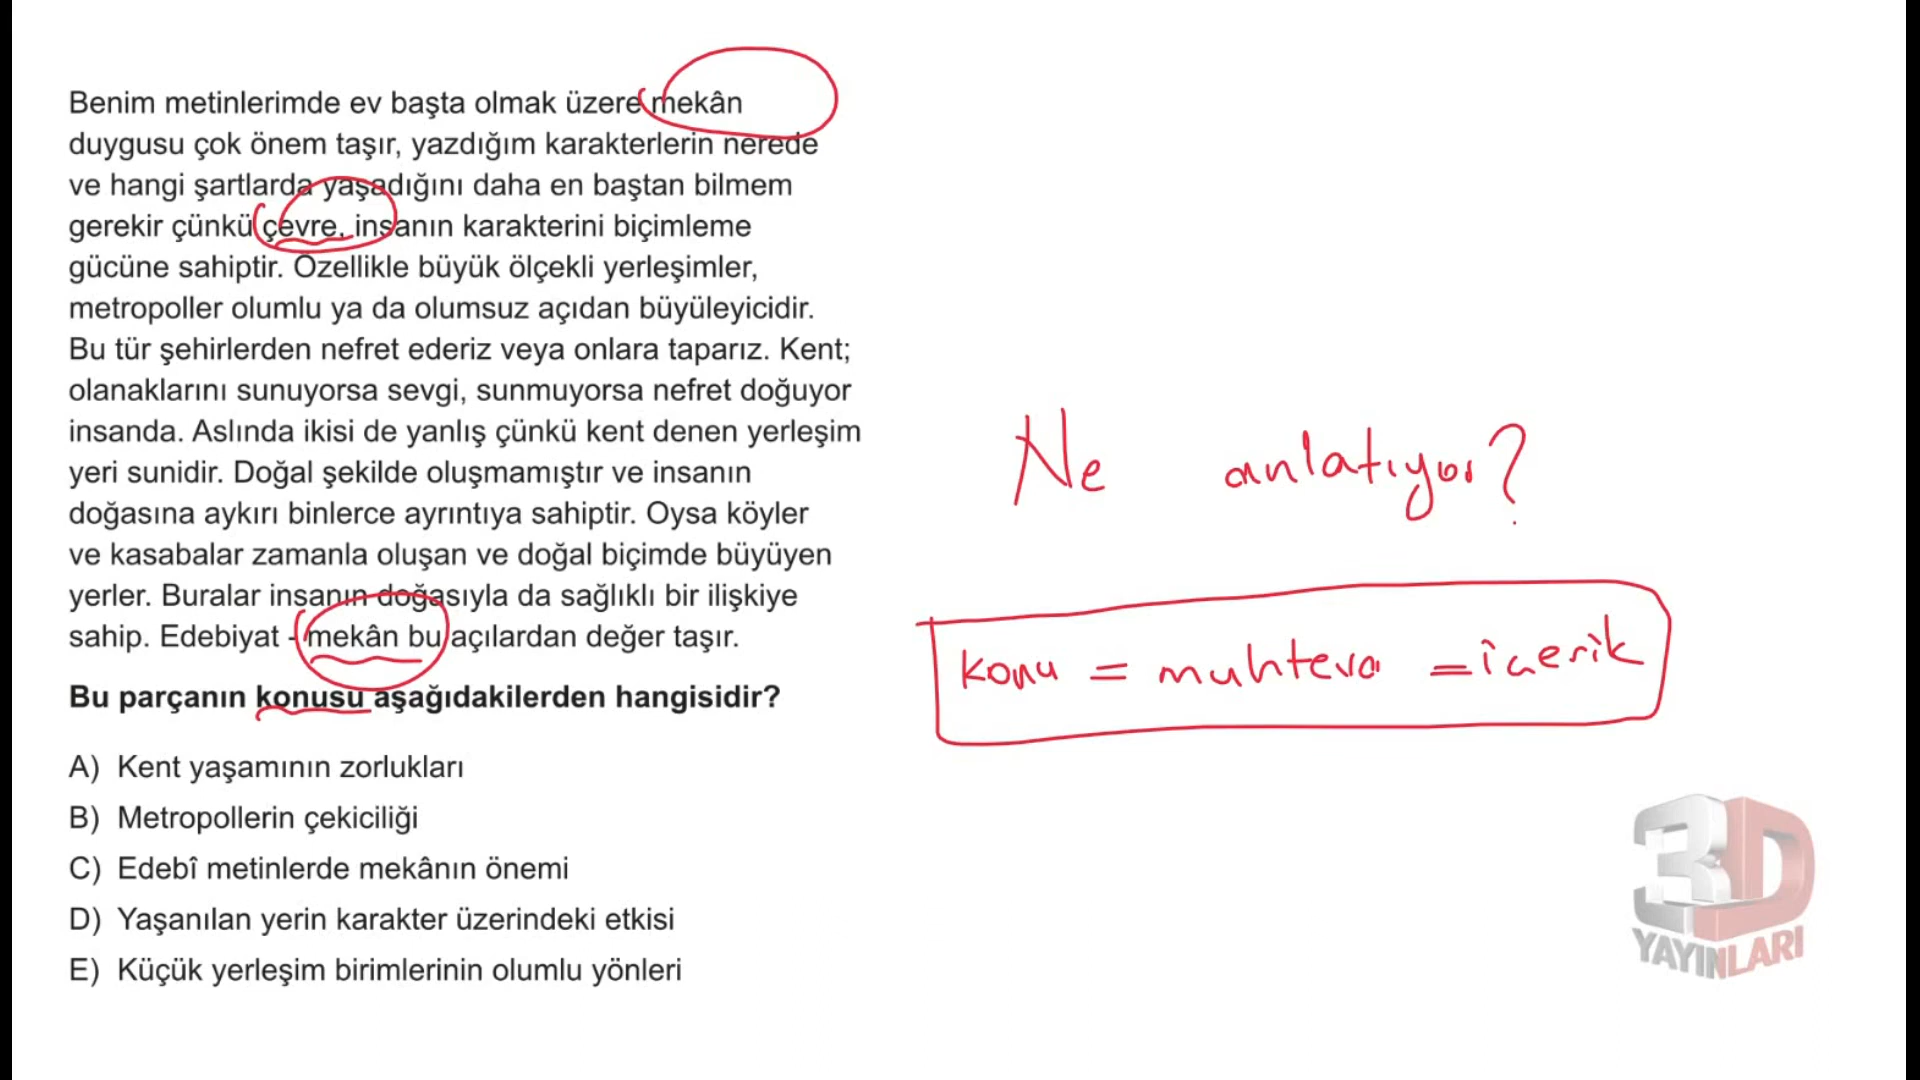 Benim metinlerimde ev başta olmak üzere mekân
duygusu çok önem taşır, yazdığım karakterlerin nerede
ve hangi şartlarda yaşadığını daha en baştan bilmem
gerekir çünkü çevre, insanın karakterini biçimleme
gücüne sahiptir. Özellikle büyük ölçekli yerleşimler,
metropoller olumlu ya da olumsuz açıdan büyüleyicidir.
Bu tür şehirlerden nefret ederiz veya onlara taparız. Kent;
olanaklarını sunuyorsa sevgi, sunmuyorsa nefret doğuyor
insanda. Aslında ikisi de yanlış çünkü kent denen yerleşim
yeri sunidir. Doğal şekilde oluşmamıştır ve insanın
doğasına aykırı binlerce ayrıntıya sahiptir. Oysa köyler
ve kasabalar zamanla oluşan ve doğal biçimde büyüyen
yerler. Buralar insanın doğasıyla da sağlıklı bir ilişkiye
sahip. Edebiyat - mekân bu açılardan değer taşır.
Bu parçanın konusu aşağıdakilerden hangisidir?
A) Kent yaşamının zorlukları
B) Metropollerin çekiciliği
C) Edebî metinlerde mekânın önemi
D) Yaşanılan yerin karakter üzerindeki etkisi
E) Küçük yerleşim birimlerinin olumlu yönleri
Ne anlatıyor?
konu = muhteva = içerik
3D
YAYINLARI